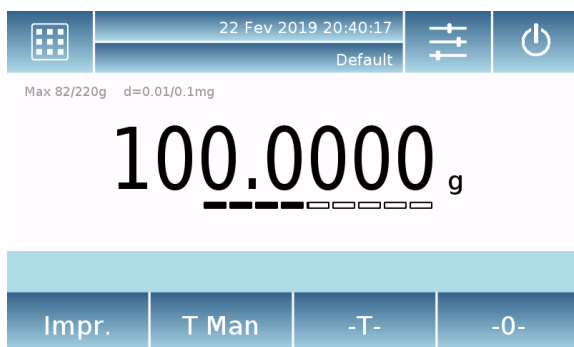 22 Fev 2019 20:40:17
Default
Max 82/220g d=0.01/0.1mg
100.0000 g
Impr. T Man -T- -0-